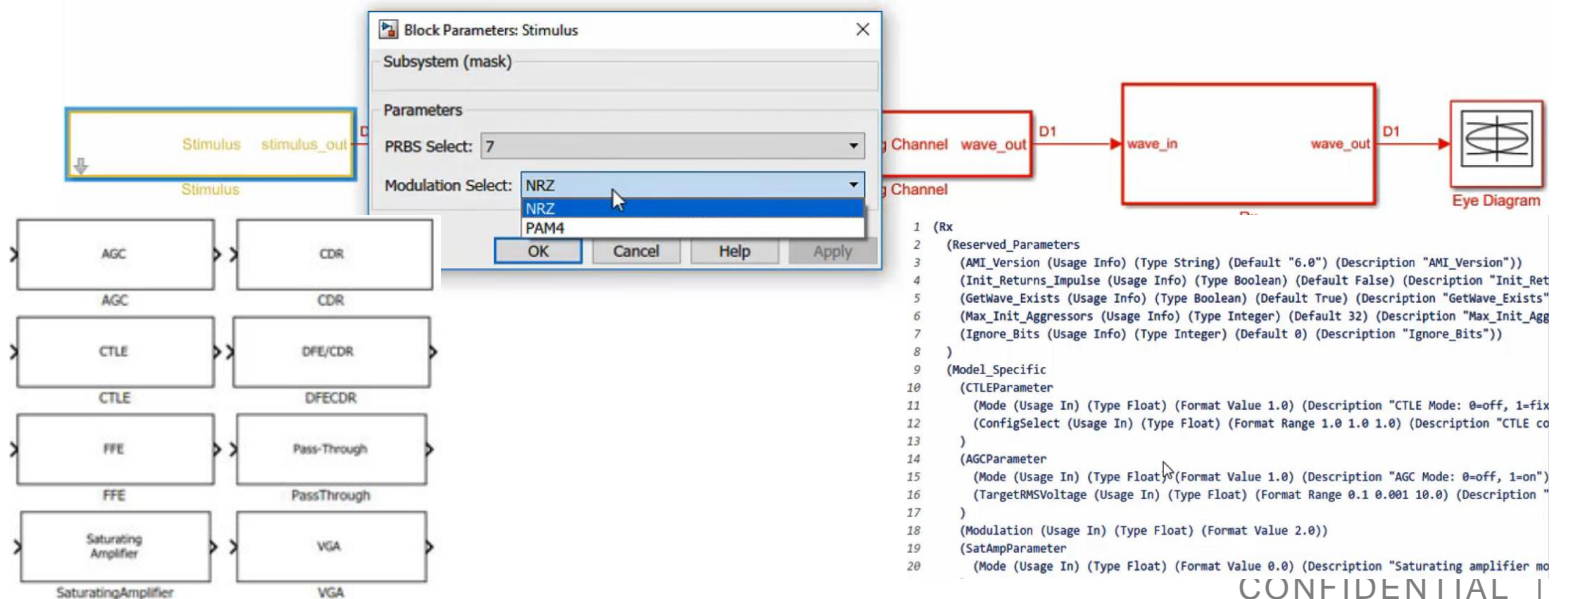 Block Parameters: Stimulus
Subsystem (mask)
Parameters
PRBS Select: 7
Modulation Select: NRZ
NRZ
PAM4
OK Cancel Help Apply
Stimulus stimulus_out
Stimulus
Channel wave_out
Channel
D1
wave_in wave_out
D1
Eye Diagram
AGC
AGC
CDR
CDR
CTLE
CTLE
DFE/CDR
DFECDR
FFE
FFE
Pass-Through
PassThrough
Saturating
Amplifier
SaturatingAmplifier
VGA
VGA
1 (Rx
2 (Reserved_Parameters
3 (AMI_Version (Usage Info) (Type String) (Default "6.0") (Description "AMI_Version"))
4 (Init_Returns_Impulse (Usage Info) (Type Boolean) (Default False) (Description "Init_Ret
5 (GetWave_Exists (Usage Info) (Type Boolean) (Default True) (Description "GetWave_Exists"
6 (Max_Init_Aggressors (Usage Info) (Type Integer) (Default 32) (Description "Max_Init_Agg
7 (Ignore_Bits (Usage Info) (Type Integer) (Default 0) (Description "Ignore_Bits"))
8 )
9 (Model_Specific
10 (CTLEParameter
11 (Mode (Usage In) (Type Float) (Format Value 1.0) (Description "CTLE Mode: 0=off, 1=fix
12 (ConfigSelect (Usage In) (Type Float) (Format Range 1.0 1.0 1.0) (Description "CTLE co
13 )
14 (AGCParameter
15 (Mode (Usage In) (Type Float) (Format Value 1.0) (Description "AGC Mode: 0=off, 1=on")
16 (TargetRMSVoltage (Usage In) (Type Float) (Format Range 0.1 0.001 10.0) (Description "
17 )
18 (Modulation (Usage In) (Type Float) (Format Value 2.0))
19 (SatAmpParameter
20 (Mode (Usage In) (Type Float) (Format Value 0.0) (Description "Saturating amplifier mo
CONFIDENTIAL |